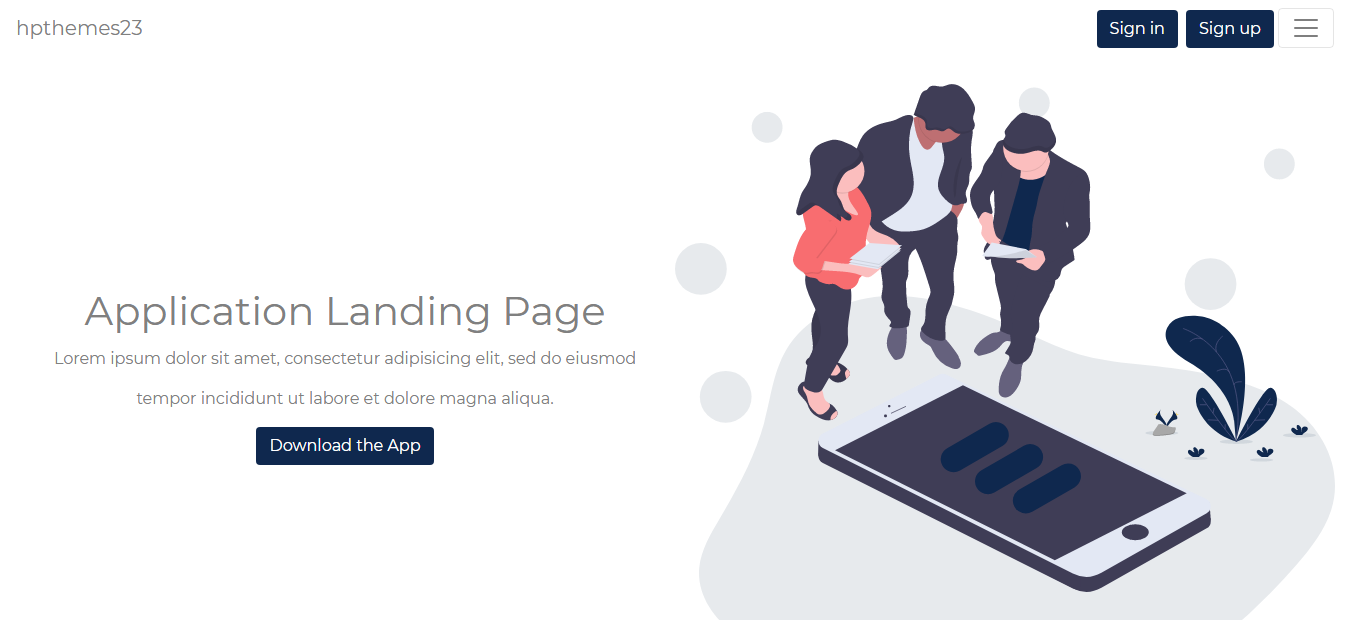 hpthemes23
Sign in
Sign up
Application Landing Page
Lorem ipsum dolor sit amet, consectetur adipisicing elit, sed do eiusmod
tempor incididunt ut labore et dolore magna aliqua.
Download the App